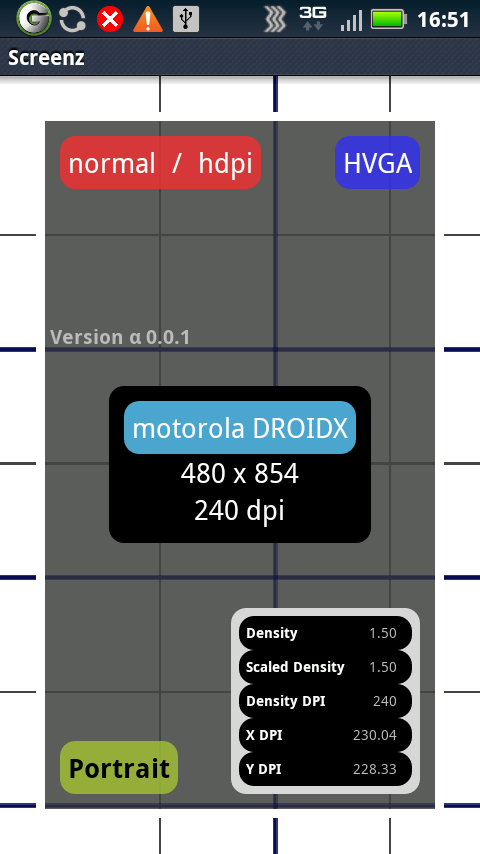 3G 16:51
Screenz
normal / hdpi HVGA
Version α 0.0.1
motorola DROIDX
480 x 854
240 dpi
Density 1.50
Scaled Density 1.50
Density DPI 240
X DPI 230.04
Y DPI 228.33
Portrait